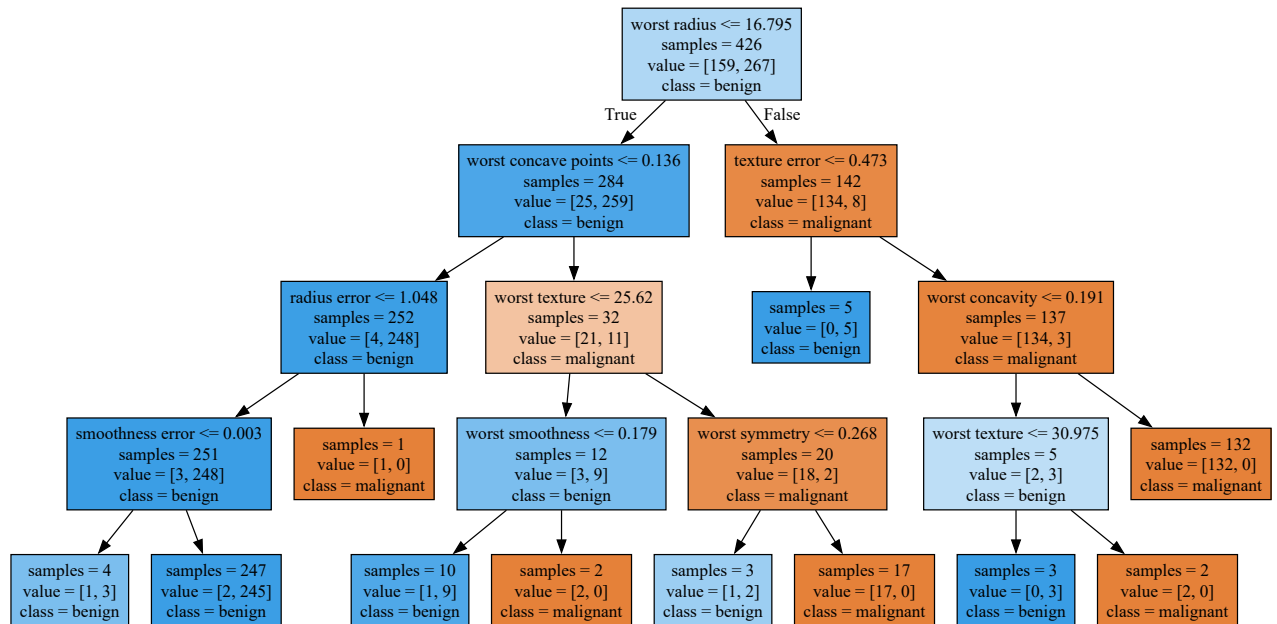 worst radius <= 16.795
samples = 426
value = [159, 267]
class = benign
True
False
worst concave points <= 0.136
samples = 284
value = [25, 259]
class = benign
texture error <= 0.473
samples = 142
value = [134, 8]
class = malignant
radius error <= 1.048
samples = 252
value = [4, 248]
class = benign
worst texture <= 25.62
samples = 32
value = [21, 11]
class = malignant
samples = 5
value = [0, 5]
class = benign
worst concavity <= 0.191
samples = 137
value = [134, 3]
class = malignant
smoothness error <= 0.003
samples = 251
value = [3, 248]
class = benign
samples = 1
value = [1, 0]
class = malignant
worst smoothness <= 0.179
samples = 12
value = [3, 9]
class = benign
worst symmetry <= 0.268
samples = 20
value = [18, 2]
class = malignant
worst texture <= 30.975
samples = 5
value = [2, 3]
class = benign
samples = 132
value = [132, 0]
class = malignant
samples = 4
value = [1, 3]
class = benign
samples = 247
value = [2, 245]
class = benign
samples = 10
value = [1, 9]
class = benign
samples = 2
value = [2, 0]
class = malignant
samples = 3
value = [1, 2]
class = benign
samples = 17
value = [17, 0]
class = malignant
samples = 3
value = [0, 3]
class = benign
samples = 2
value = [2, 0]
class = malignant